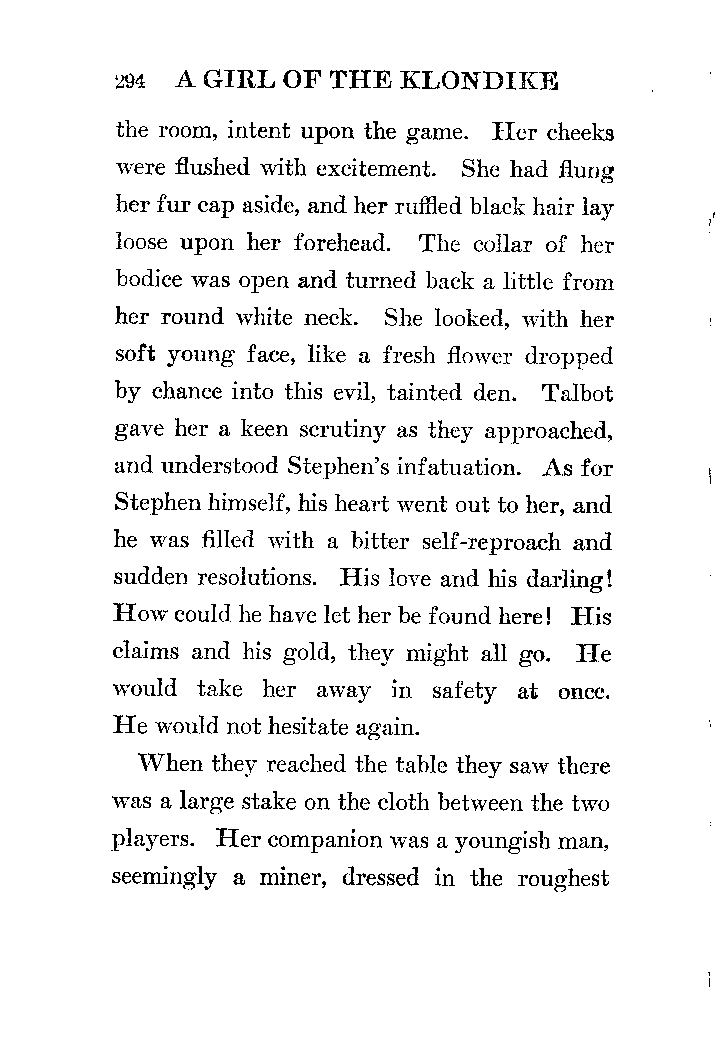 294 A GIRL OF THE KLONDIKE
the room, intent upon the game. Her cheeks
were flushed with excitement. She had flung
her fur cap aside, and her ruffled black hair lay
loose upon her forehead. The collar of her
bodice was open and turned back a little from
her round white neck. She looked, with her
soft young face, like a fresh flower dropped
by chance into this evil, tainted den. Talbot
gave her a keen scrutiny as they approached,
and understood Stephen's infatuation. As for
Stephen himself, his heart went out to her, and
he was filled with a bitter self-reproach and
sudden resolutions. His love and his darling!
How could he have let her be found here! His
claims and his gold, they might all go. He
would take her away in safety at once.
He would not hesitate again.
When they reached the table they saw there
was a large stake on the cloth between the two
players. Her companion was a youngish man,
seemingly a miner, dressed in the roughest